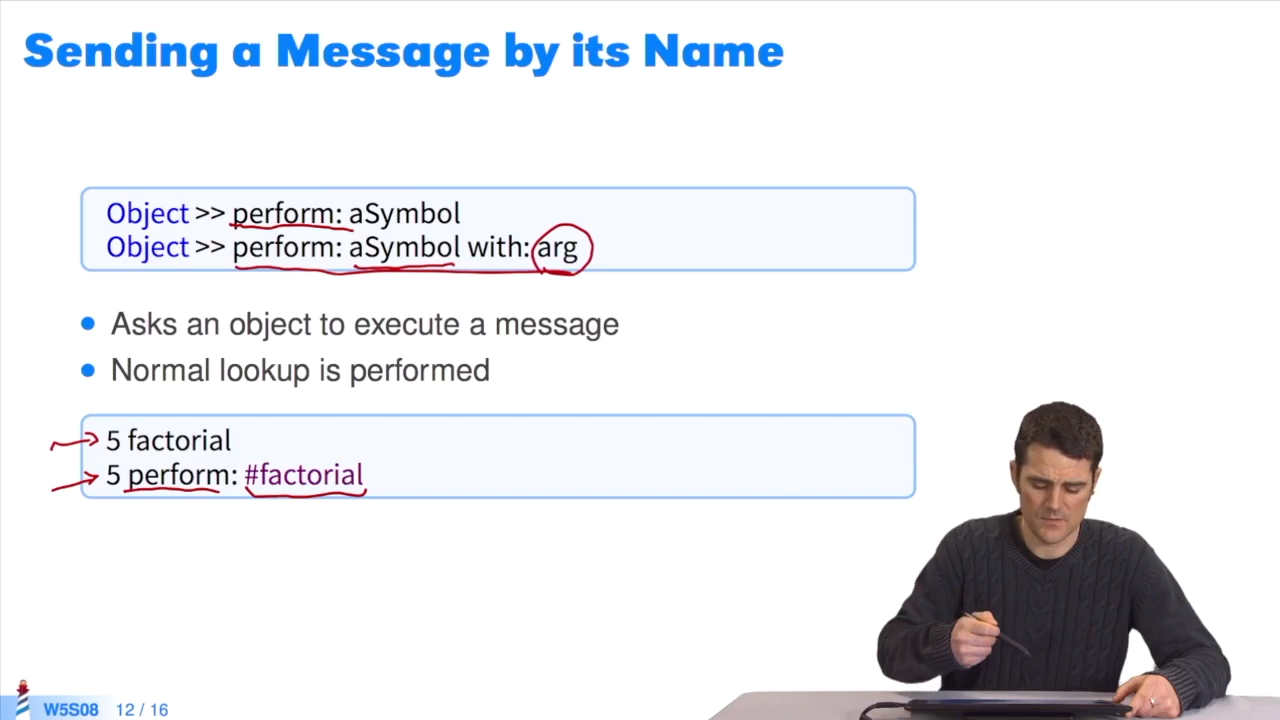 Sending a Message by its Name
Object >> perform: aSymbol
Object >> perform: aSymbol with: arg
Asks an object to execute a message
Normal lookup is performed
5 factorial
5 perform: #factorial
W5S08 12 / 16